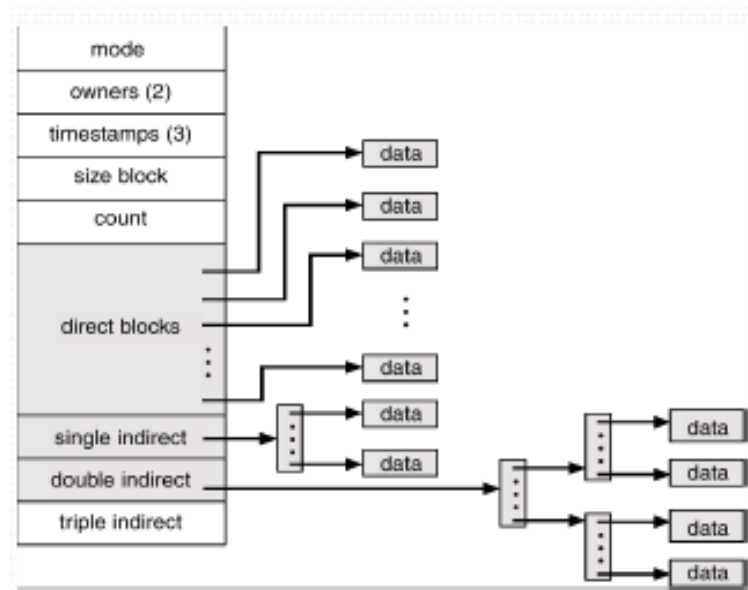 mode
owners (2)
timestamps (3)
size block
count
direct blocks
single indirect
double indirect
triple indirect
data
data
data
data
data
data
data
data
data
data